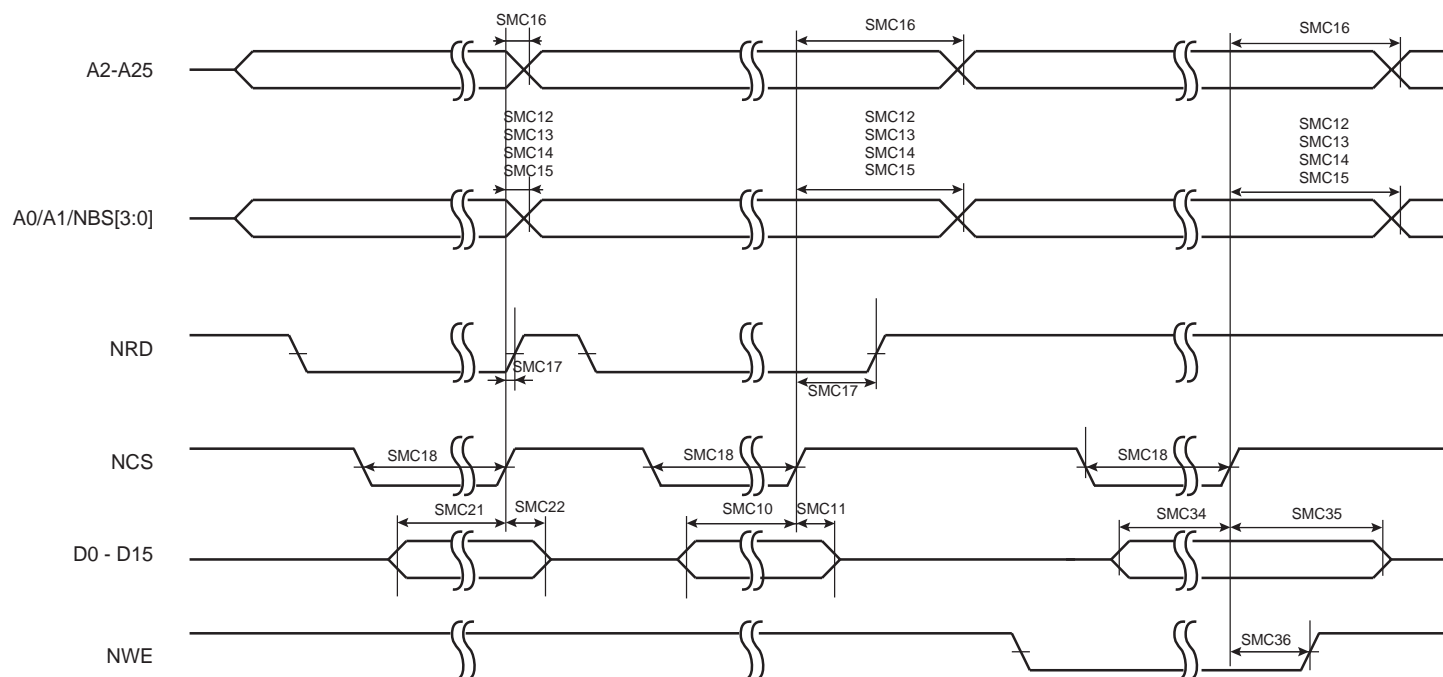 SMC16
SMC16
SMC16
A2-A25
SMC12
SMC13
SMC14
SMC15
SMC12
SMC13
SMC14
SMC15
SMC12
SMC13
SMC14
SMC15
A0/A1/NBS[3:0]
NRD
SMC17
SMC17
NCS
SMC18
SMC18
SMC18
SMC21
SMC22
SMC10
SMC11
SMC34
SMC35
D0 - D15
NWE
SMC36